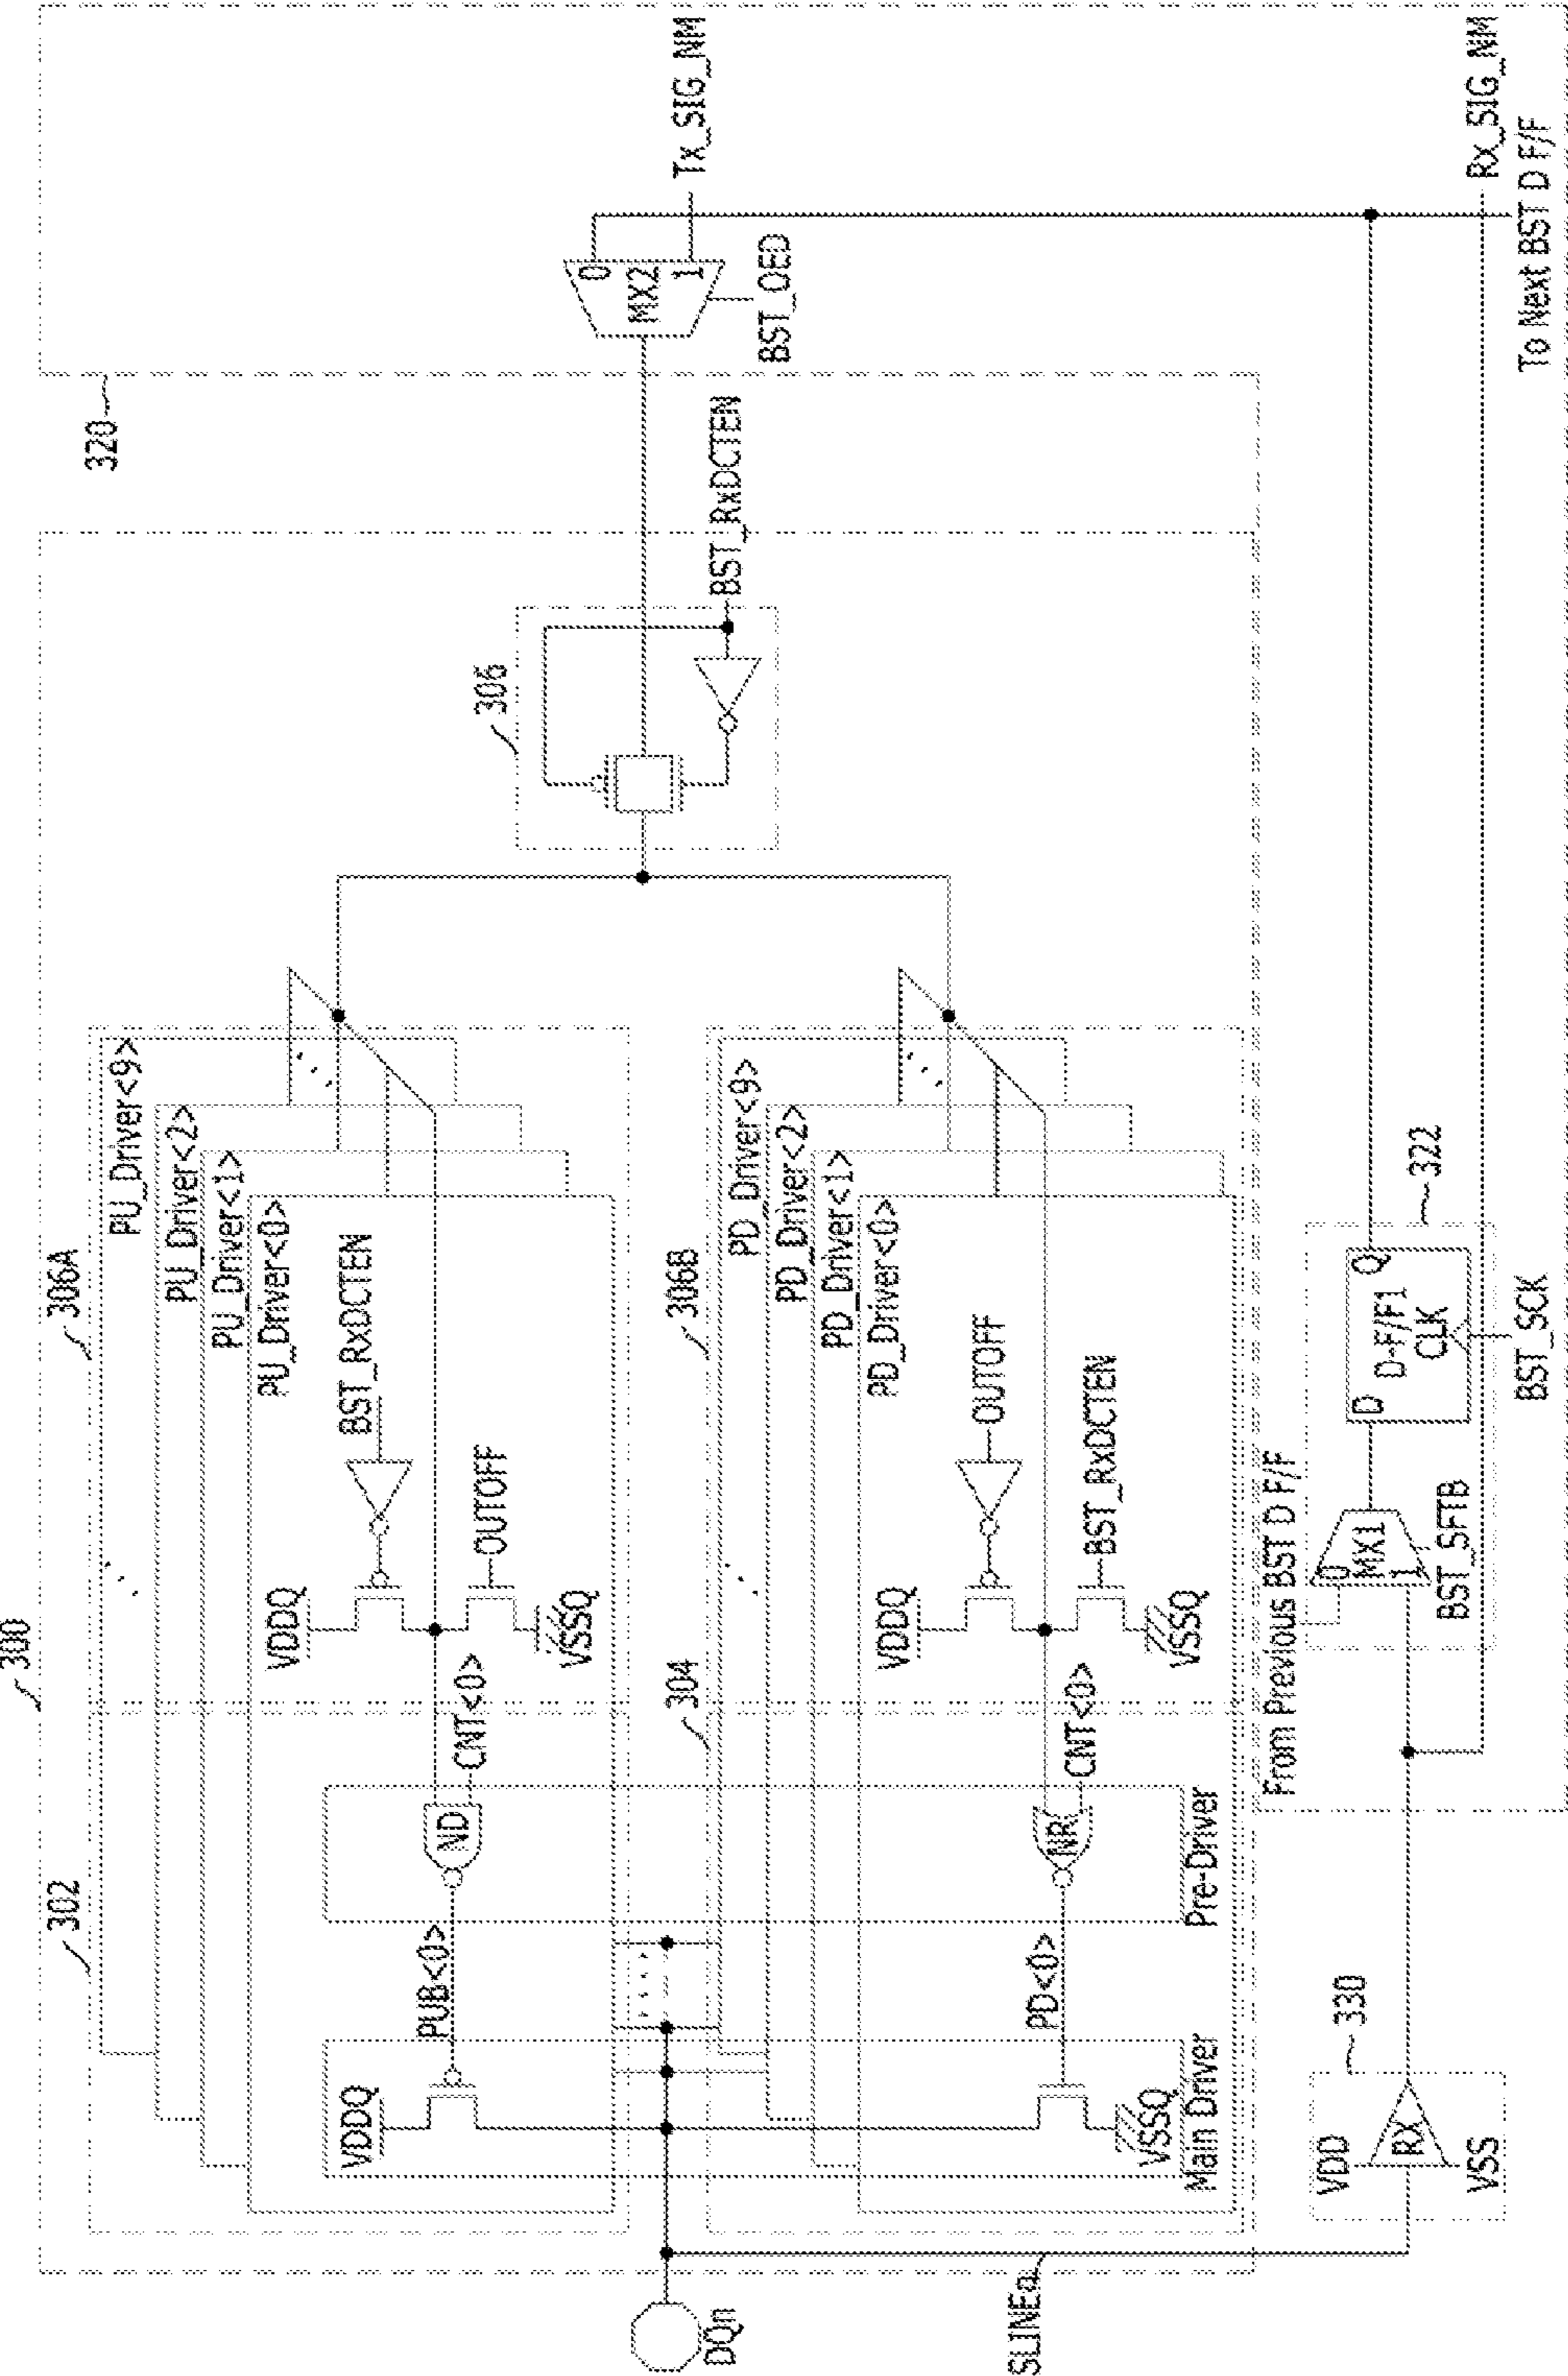 300
302
306A
PU_Driver<9>
PU_Driver<2>
PU_Driver<1>
PU_Driver<0>
VDDQ
PUB<0>
ND
CNT<0>
VDDQ
BST_RxDCTEN
OUTOFF
VSSQ
306
BST_RxDCTEN
320
0
MX2
1
Tx_SIG_NM
BST_OED
DQn
304
306B
PD_Driver<9>
PD_Driver<2>
PD_Driver<1>
PD_Driver<0>
VDDQ
OUTOFF
PD<0>
NR
CNT<0>
BST_RxDCTEN
VSSQ
VSSQ
Main Driver
Pre-Driver
SLINEn
330
VDD
RX
VSS
From Previous BST D F/F
0
MX1
1
BST_SFTB
322
D
Q
D-F/F1
CLK
BST_SCK
Rx_SIG_NM
To Next BST D F/F